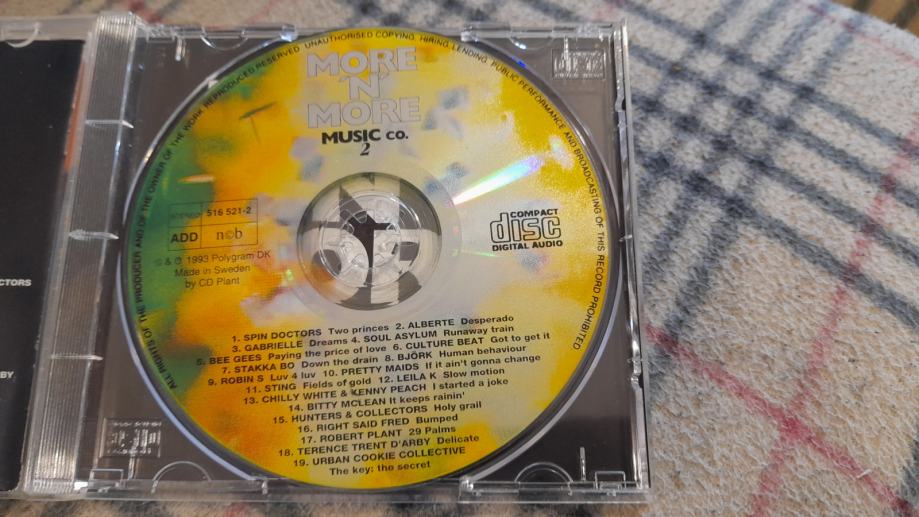 ALL RIGHTS OF THE PRODUCER AND OF THE OWNER OF THE WORK REPRODUCED RESERVED UNAUTHORISED COPYING, HIRING, LENDING, PUBLIC PERFORMANCE AND BROADCASTING OF THIS RECORD PROHIBITED
MORE
'N'
MORE
MUSIC CO.
2
STEREO 516 521-2
ADD n©b
COMPACT
disc
DIGITAL AUDIO
℗ & © 1993 Polygram DK
Made in Sweden
by CD Plant
CTORS
BY
1. SPIN DOCTORS Two princes 2. ALBERTE Desperado
3. GABRIELLE Dreams 4. SOUL ASYLUM Runaway train
5. BEE GEES Paying the price of love 6. CULTURE BEAT Got to get it
7. STAKKA BO Down the drain 8. BJÖRK Human behaviour
9. ROBIN S Luv 4 luv 10. PRETTY MAIDS If it ain't gonna change
11. STING Fields of gold 12. LEILA K Slow motion
13. CHILLY WHITE & KENNY PEACH I started a joke
14. BITTY MCLEAN It keeps rainin'
15. HUNTERS & COLLECTORS Holy grail
16. RIGHT SAID FRED Bumped
17. ROBERT PLANT 29 Palms
18. TERENCE TRENT D'ARBY Delicate
19. URBAN COOKIE COLLECTIVE
The key: the secret